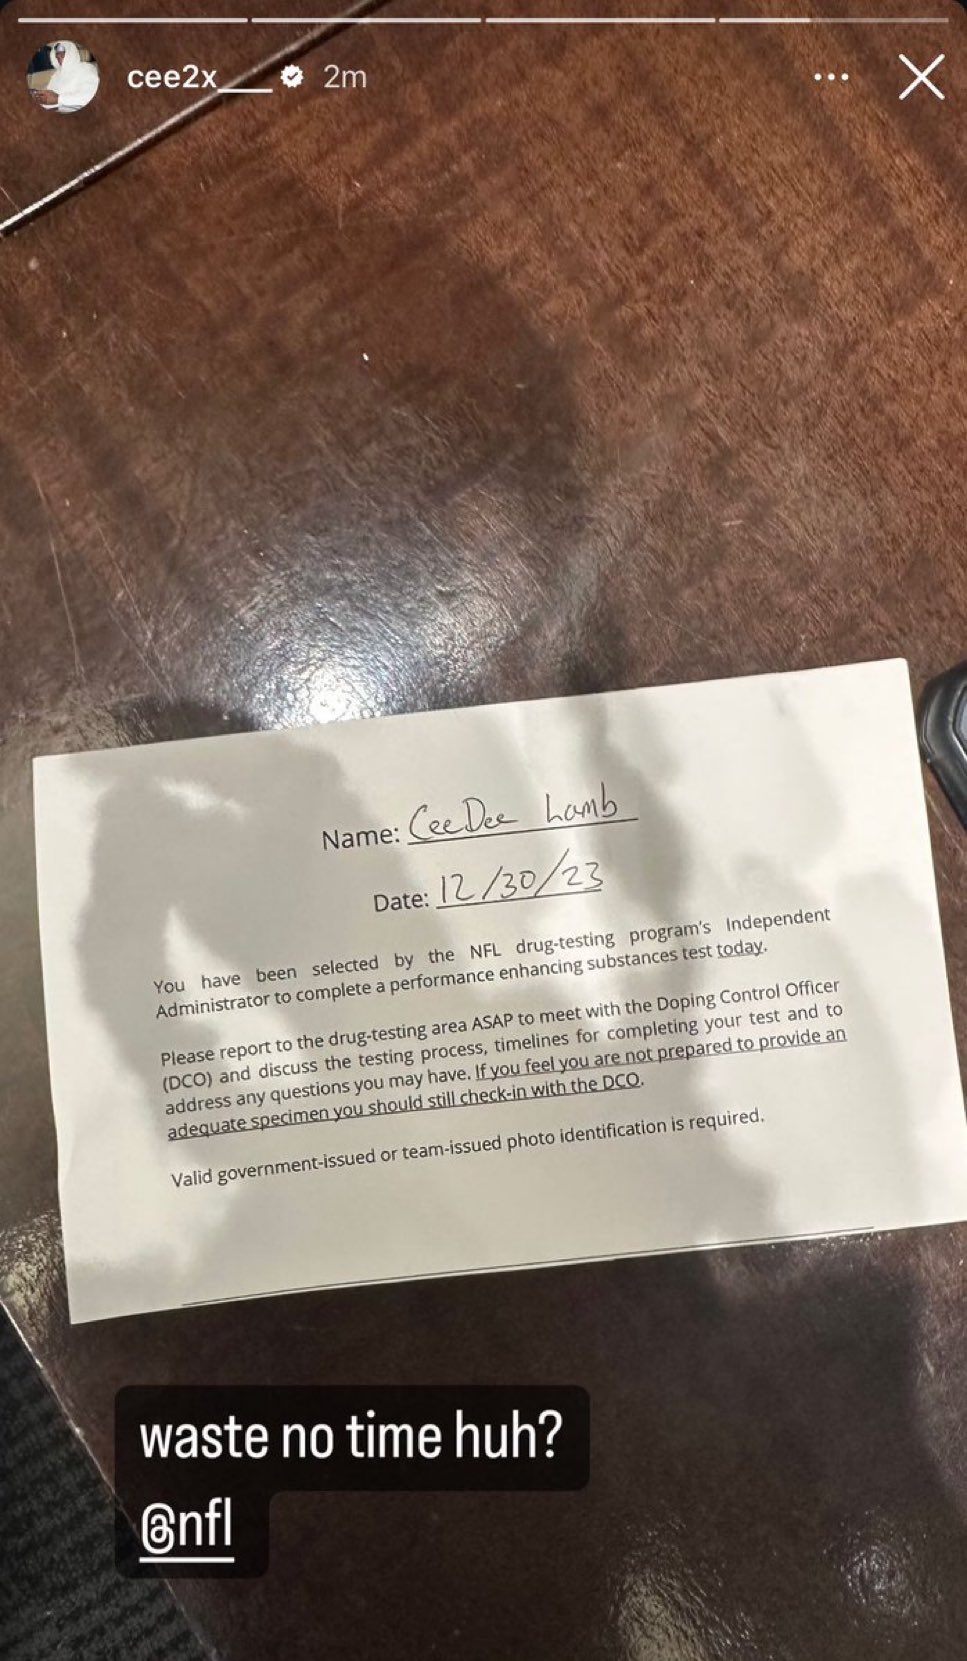 cee2x___ 2m
Name: CeeDee Lamb
Date: 12/30/23
You have been selected by the NFL drug-testing program's Independent
Administrator to complete a performance enhancing substances test today.
Please report to the drug-testing area ASAP to meet with the Doping Control Officer
(DCO) and discuss the testing process, timelines for completing your test and to
address any questions you may have. If you feel you are not prepared to provide an
adequate specimen you should still check-in with the DCO.
Valid government-issued or team-issued photo identification is required.
waste no time huh?
@nfl